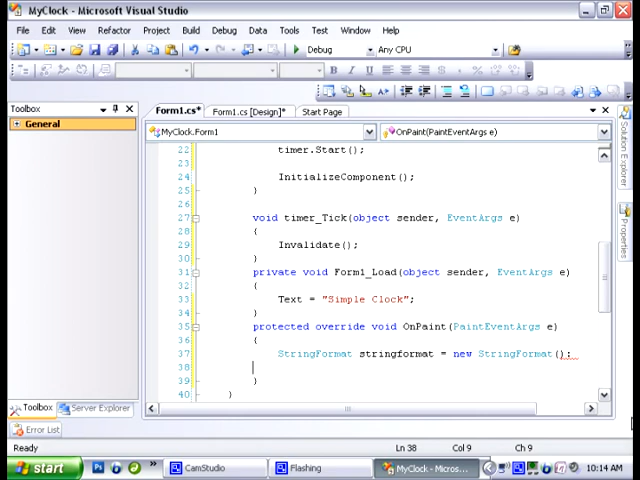 MyClock - Microsoft Visual Studio
File Edit View Refactor Project Build Debug Data Tools Test Window Help
Debug Any CPU
Toolbox
General
Form1.cs* Form1.cs [Design]* Start Page
MyClock.Form1 OnPaint(PaintEventArgs e)
22 timer.Start();
23
24 InitializeComponent();
25 }
26
27 void timer_Tick(object sender, EventArgs e)
28 {
29 Invalidate();
30 }
31 private void Form1_Load(object sender, EventArgs e)
32 {
33 Text = "Simple Clock";
34 }
35 protected override void OnPaint(PaintEventArgs e)
36 {
37 StringFormat stringformat = new StringFormat():
38
39 }
40 }
Solution Explorer
Properties
Toolbox Server Explorer
Error List
Ready Ln 38 Col 9 Ch 9
start CamStudio Flashing MyClock - Micros... 10:14 AM